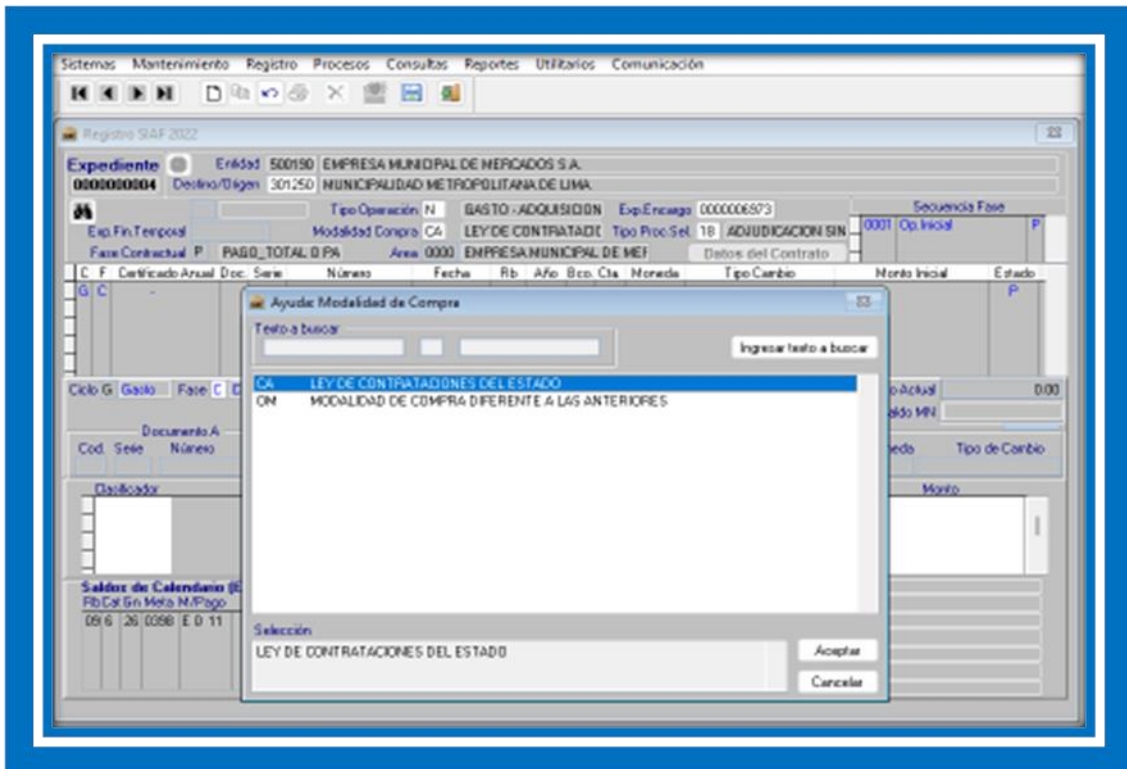 Sistemas Mantenimiento Registro Procesos Consultas Reportes Utilitarios Comunicación
Registro SIAF 2022
Expediente Entidad 500190 EMPRESA MUNICIPAL DE MERCADOS S.A.
0000000004 Destino/Origen 301250 MUNICIPALIDAD METROPOLITANA DE LIMA
Tipo Operación N GASTO - ADQUISICION Exp.Encargo 0000006973 Secuencia Fase
Exp.Fin.Temporal Modalidad Compra CA LEY DE CONTRATACIO Tipo Proc.Sel. 18 ADJUDICACION SIN 0001 Op.Inicial P
Fase Contractual P PAGO_TOTAL O PA Area 0000 EMPRESA MUNICIPAL DE MER Datos del Contrato
C F Certificado Anual Doc. Serie Número Fecha Rb Año Bco. Cta Moneda Tipo Cambio Monto Inicial Estado
G C - P
Ayuda: Modalidad de Compra
Texto a buscar
Ingresar texto a buscar
CA LEY DE CONTRATACIONES DEL ESTADO
OM MODALIDAD DE COMPRA DIFERENTE A LAS ANTERIORES
Ciclo G Gasto Fase C D o Actual 0.00
aldo MN
Documento A
Cod. Serie Número eda Tipo de Cambio
Clasificador Monto
Saldos de Calendario (E
Rb Cat Gn Meta M/Pago
09 6 26 0398 E 0 11
Selección
LEY DE CONTRATACIONES DEL ESTADO
Aceptar
Cancelar